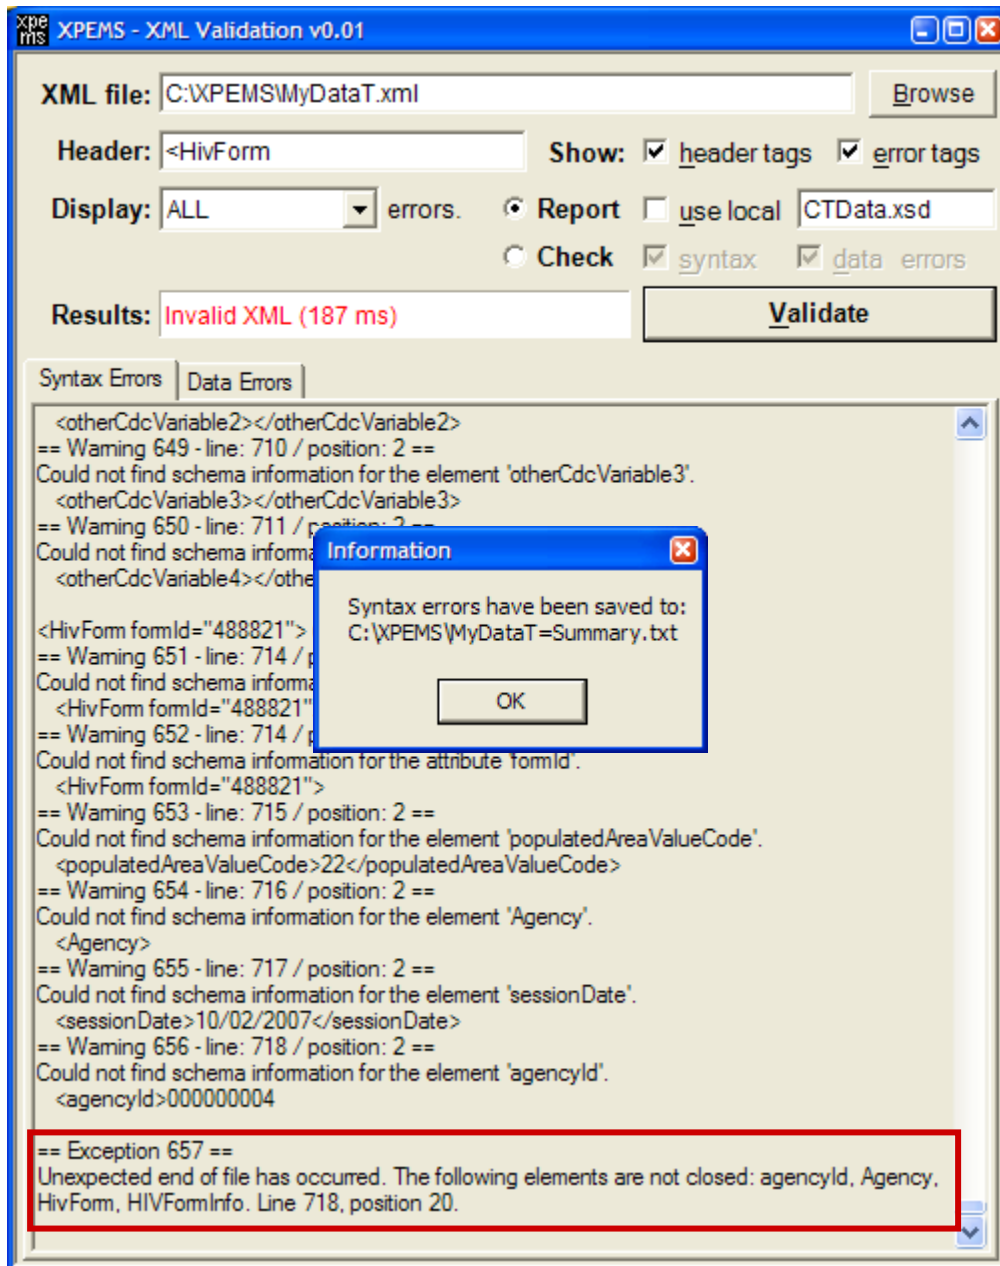 xpe ms XPEMS - XML Validation v0.01
XML file: C:\XPEMS\MyDataT.xml Browse
Header: <HivForm Show: header tags error tags
Display: ALL errors. Report use local CTData.xsd
Check syntax data errors
Results: Invalid XML (187 ms) Validate
Syntax Errors Data Errors
<otherCdcVariable2></otherCdcVariable2>
== Warning 649 - line: 710 / position: 2 ==
Could not find schema information for the element 'otherCdcVariable3'.
<otherCdcVariable3></otherCdcVariable3>
== Warning 650 - line: 711 / position: 2 ==
Could not find schema informa
<otherCdcVariable4></othe
<HivForm formId="488821">
== Warning 651 - line: 714 / p
Could not find schema informa
<HivForm formId="488821"
== Warning 652 - line: 714 / p
Could not find schema information for the attribute 'formId'.
<HivForm formId="488821">
== Warning 653 - line: 715 / position: 2 ==
Could not find schema information for the element 'populatedAreaValueCode'.
<populatedAreaValueCode>22</populatedAreaValueCode>
== Warning 654 - line: 716 / position: 2 ==
Could not find schema information for the element 'Agency'.
<Agency>
== Warning 655 - line: 717 / position: 2 ==
Could not find schema information for the element 'sessionDate'.
<sessionDate>10/02/2007</sessionDate>
== Warning 656 - line: 718 / position: 2 ==
Could not find schema information for the element 'agencyId'.
<agencyId>000000004
== Exception 657 ==
Unexpected end of file has occurred. The following elements are not closed: agencyId, Agency,
HivForm, HIVFormInfo. Line 718, position 20.
Information
Syntax errors have been saved to:
C:\XPEMS\MyDataT=Summary.txt
OK